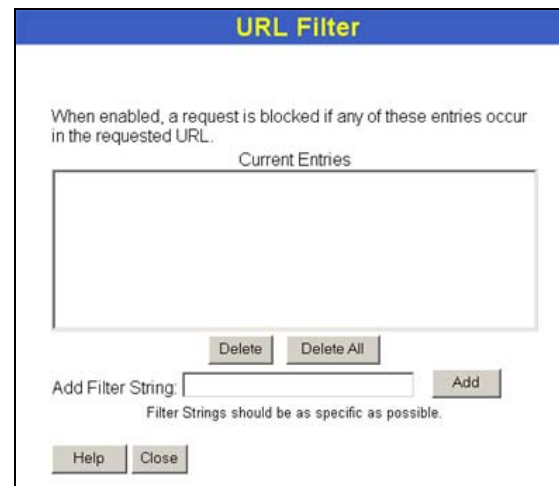 URL Filter
When enabled, a request is blocked if any of these entries occur
in the requested URL.
Current Entries
Delete Delete All
Add Filter String: Add
Filter Strings should be as specific as possible.
Help Close